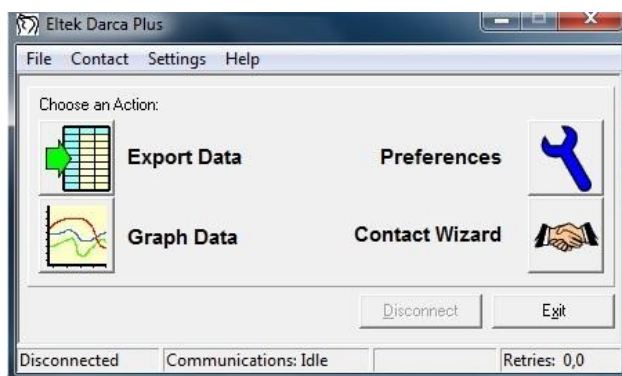 Eltek Darca Plus
File Contact Settings Help
Choose an Action:
Export Data
Preferences
Graph Data
Contact Wizard
Disconnect
Exit
Disconnected
Communications: Idle
Retries: 0,0